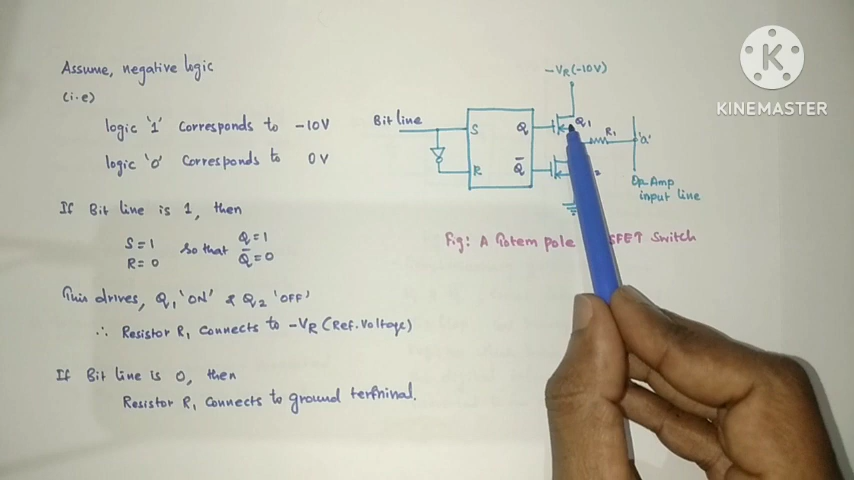 Assume, negative logic
(i.e)
logic '1' Corresponds to -10V
logic '0' Corresponds to 0V
If Bit line is 1, then
S=1
R=0
so that
Q=1
Q̅=0
This drives, Q1 'ON' & Q2 'OFF'
∴ Resistor R1 Connects to -VR (Ref. Voltage)
If Bit line is 0, then
Resistor R1 Connects to ground terminal.
-VR (-10V)
Bit line
S
Q
Q1
R1
'a'
R
Q̅
2
Op Amp
input line
Fig: A Totem pole MOSFET Switch
K
KINEMASTER